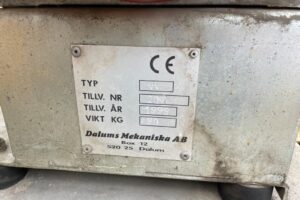 CE
TYP
TILLV. NR
TILLV. ÅR
VIKT KG
Dalums Mekaniska AB
Box 12
520 25 Dalum